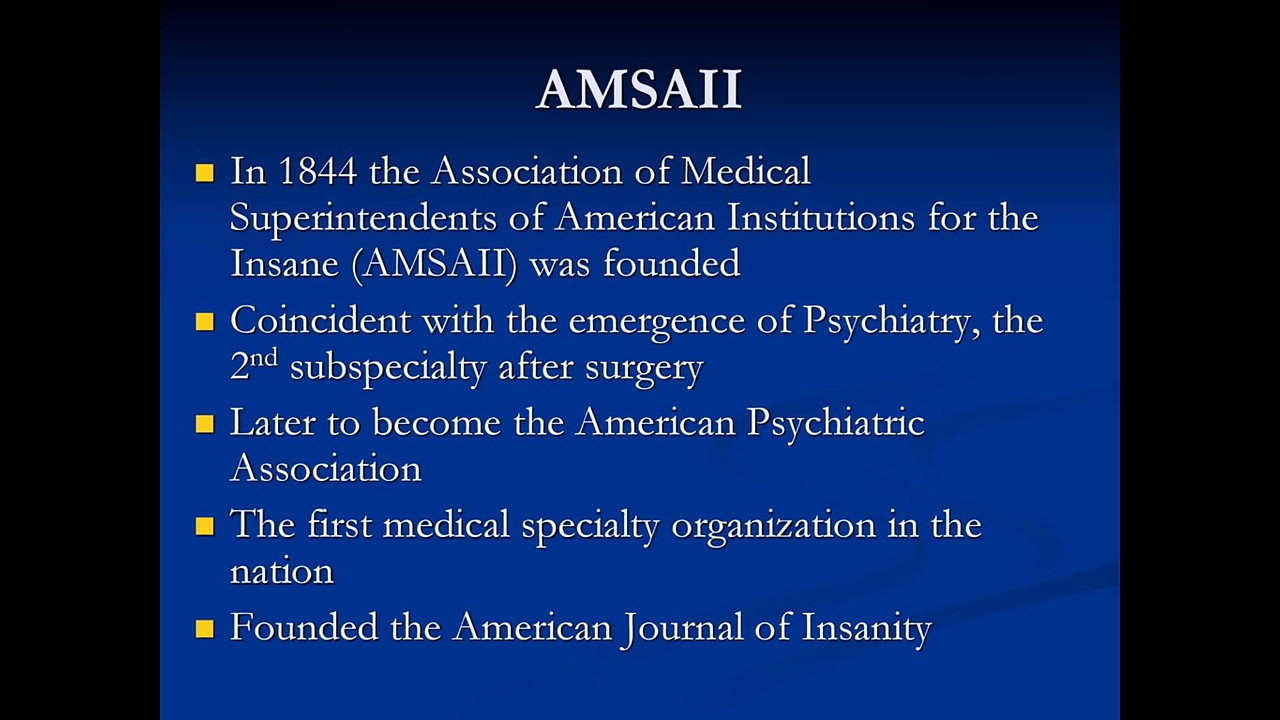 AMSAII
In 1844 the Association of Medical
Superintendents of American Institutions for the
Insane (AMSAII) was founded
Coincident with the emergence of Psychiatry, the
2nd subspecialty after surgery
Later to become the American Psychiatric
Association
The first medical specialty organization in the
nation
Founded the American Journal of Insanity